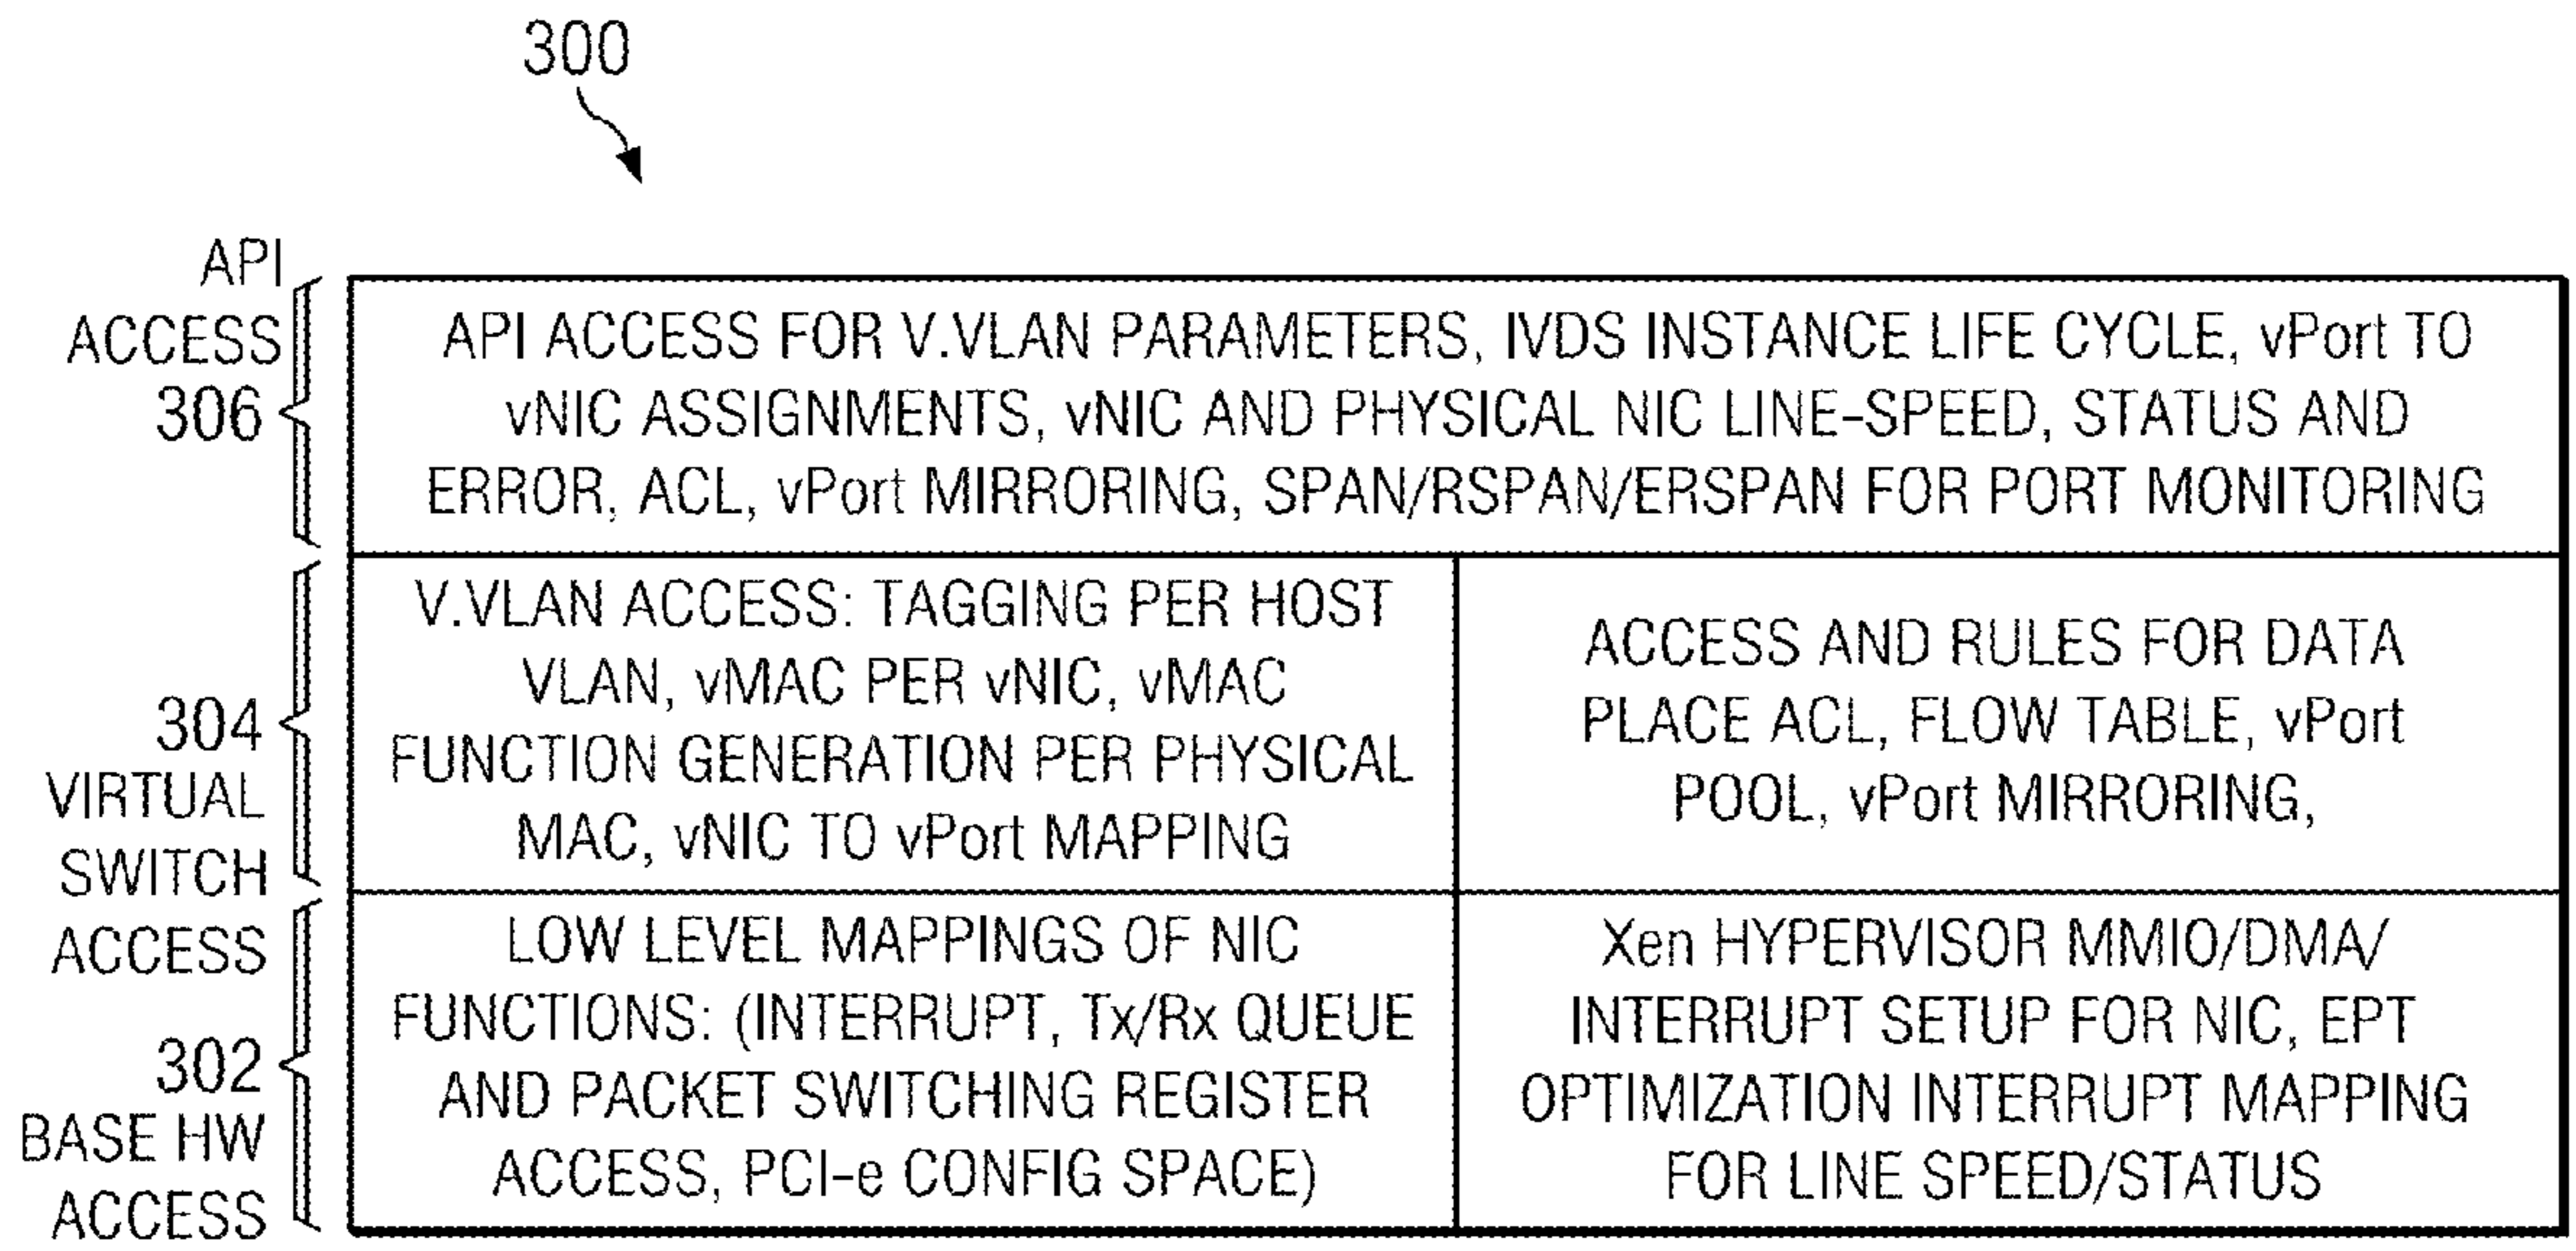 300
API
ACCESS
306
API ACCESS FOR V.VLAN PARAMETERS, IVDS INSTANCE LIFE CYCLE, vPort TO
vNIC ASSIGNMENTS, vNIC AND PHYSICAL NIC LINE-SPEED, STATUS AND
ERROR, ACL, vPort MIRRORING, SPAN/RSPAN/ERSPAN FOR PORT MONITORING
304
VIRTUAL
SWITCH
ACCESS
V.VLAN ACCESS: TAGGING PER HOST
VLAN, vMAC PER vNIC, vMAC
FUNCTION GENERATION PER PHYSICAL
MAC, vNIC TO vPort MAPPING
ACCESS AND RULES FOR DATA
PLACE ACL, FLOW TABLE, vPort
POOL, vPort MIRRORING,
302
BASE HW
ACCESS
LOW LEVEL MAPPINGS OF NIC
FUNCTIONS: (INTERRUPT, Tx/Rx QUEUE
AND PACKET SWITCHING REGISTER
ACCESS, PCI-e CONFIG SPACE)
Xen HYPERVISOR MMIO/DMA/
INTERRUPT SETUP FOR NIC, EPT
OPTIMIZATION INTERRUPT MAPPING
FOR LINE SPEED/STATUS